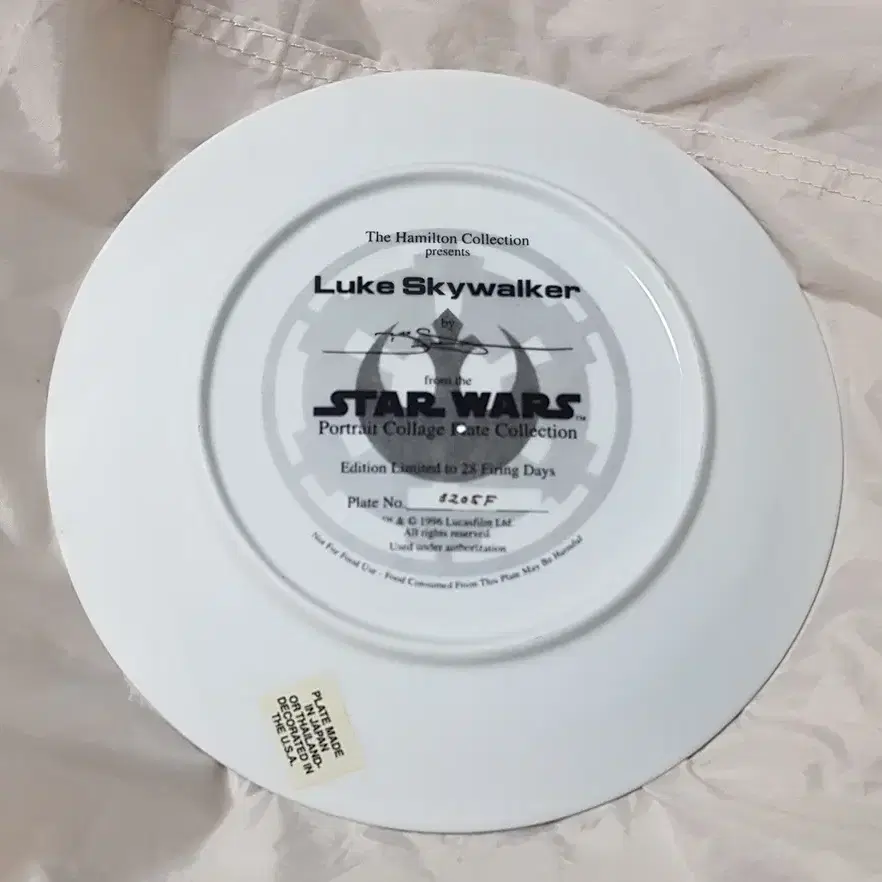 The Hamilton Collection
presents
Luke Skywalker
by
from the
STAR WARS™
Portrait Collage Plate Collection
Edition Limited to 28 Firing Days
Plate No. 8205F
™ & © 1996 Lucasfilm Ltd.
All rights reserved
Used under authorization
Not For Food Use - Food Consumed From This Plate May Be Harmful
PLATE MADE
IN JAPAN
OR THAILAND-
DECORATED IN
THE U.S.A.